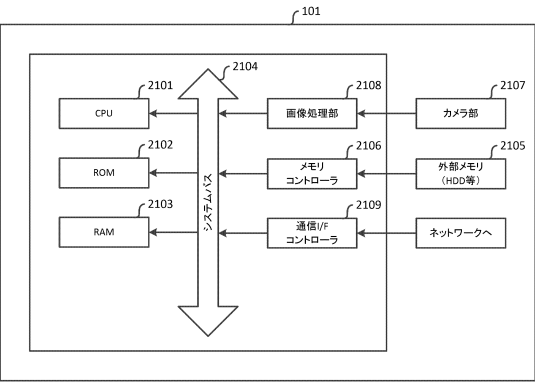 101
2104
2101
CPU
2108
画像処理部
2107
カメラ部
2102
ROM
2106
メモリ
コントローラ
2105
外部メモリ
(HDD等)
システムバス
2103
RAM
2109
通信I/F
コントローラ
ネットワークへ